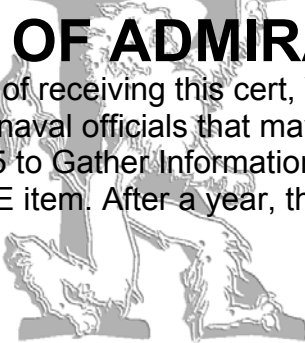 OF ADMIRA
of receiving this cert,
naval officials that ma
5 to Gather Information
E item. After a year, th